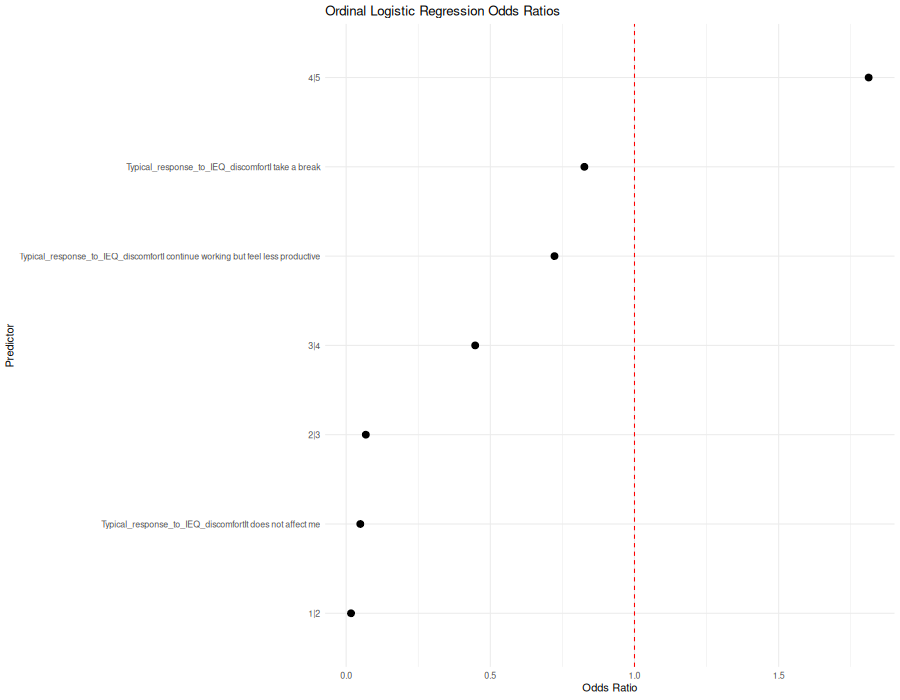 Ordinal Logistic Regression Odds Ratios
Predictor
4|5
Typical_response_to_IEQ_discomfortI take a break
Typical_response_to_IEQ_discomfortI continue working but feel less productive
3|4
2|3
Typical_response_to_IEQ_discomfortIt does not affect me
1|2
0.0 0.5 1.0 1.5
Odds Ratio